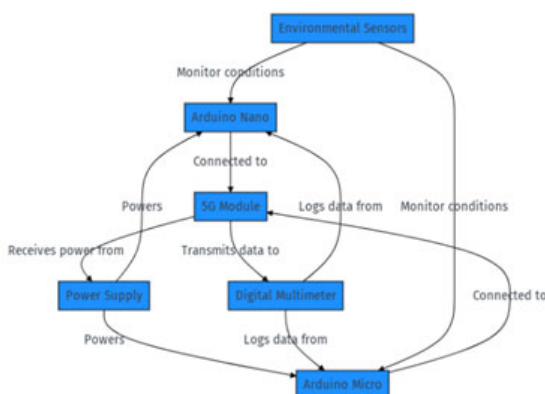 Environmental Sensors
Monitor conditions
Arduino Nano
Connected to
5G Module
Powers
Logs data from
Monitor conditions
Receives power from
Transmits data to
Power Supply
Digital Multimeter
Connected to
Powers
Logs data from
Arduino Micro